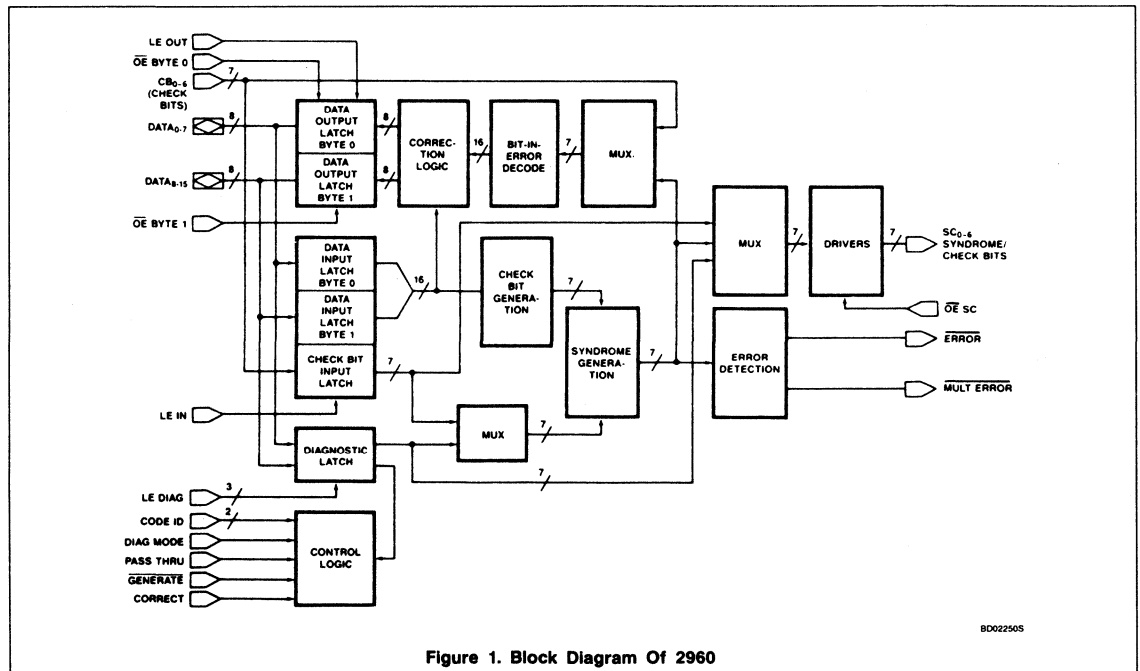 LE OUT
OE BYTE 0
7
CB0-6
(CHECK
BITS)
DATA0-7
8
DATA8-15
8
OE BYTE 1
DATA
OUTPUT
LATCH
BYTE 0
DATA
OUTPUT
LATCH
BYTE 1
8
8
CORREC-
TION
LOGIC
16
BIT-IN-
ERROR
DECODE
7
MUX.
DATA
INPUT
LATCH
BYTE 0
DATA
INPUT
LATCH
BYTE 1
CHECK BIT
INPUT
LATCH
16
7
CHECK
BIT
GENERA-
TION
7
SYNDROME
GENERA-
TION
7
MUX
7
DRIVERS
7
SC0-6
SYNDROME/
CHECK BITS
OE SC
ERROR
DETECTION
ERROR
MULT ERROR
LE IN
MUX
7
DIAGNOSTIC
LATCH
7
LE DIAG
3
CODE ID
2
DIAG MODE
PASS THRU
GENERATE
CORRECT
CONTROL
LOGIC
BD02250S
Figure 1. Block Diagram Of 2960